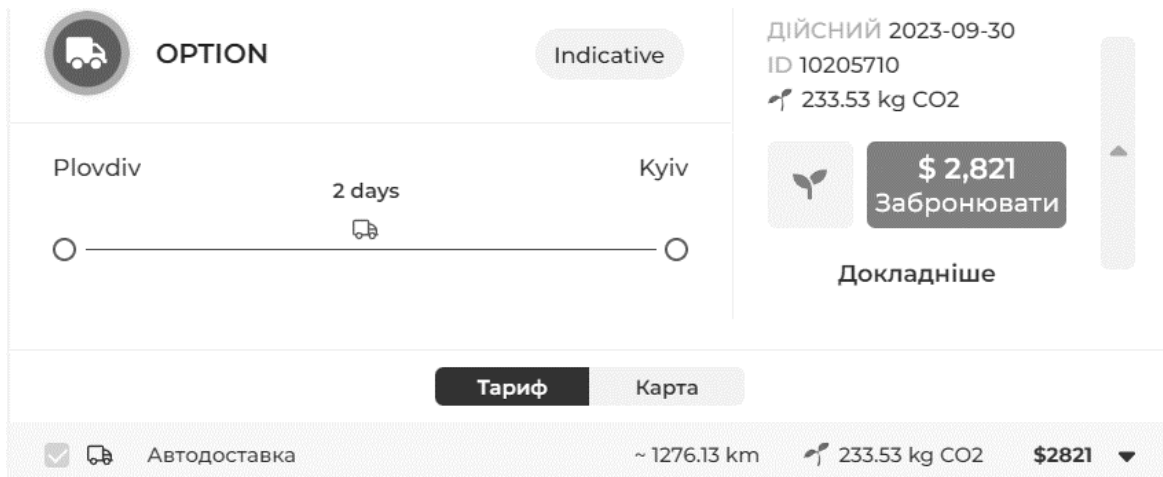 OPTION
Indicative
ДІЙСНИЙ 2023-09-30
ID 10205710
233.53 kg CO2
Plovdiv
Kyiv
2 days
$ 2,821
Забронювати
Докладніше
Тариф
Карта
Автодоставка ~ 1276.13 km 233.53 kg CO2 $2821